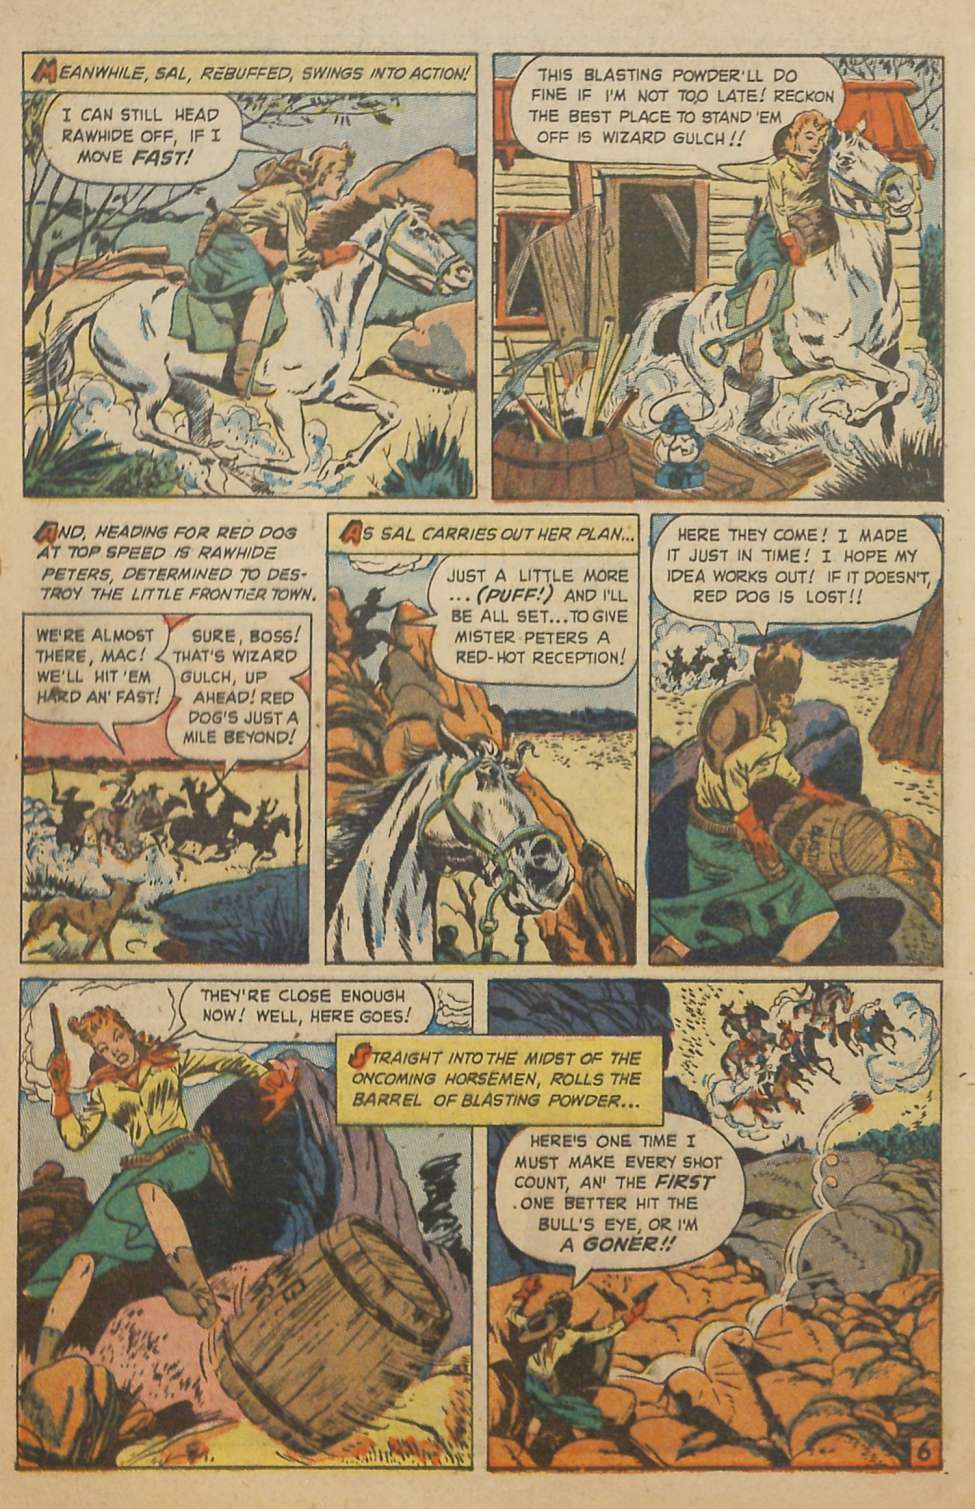 MEANWHILE, SAL, REBUFFED, SWINGS INTO ACTION!
I CAN STILL HEAD
RAWHIDE OFF, IF I
MOVE FAST!
THIS BLASTING POWDER'LL DO
FINE IF I'M NOT TOO LATE! RECKON
THE BEST PLACE TO STAND 'EM
OFF IS WIZARD GULCH!!
AND, HEADING FOR RED DOG
AT TOP SPEED IS RAWHIDE
PETERS, DETERMINED TO DES-
TROY THE LITTLE FRONTIER TOWN.
WE'RE ALMOST
THERE, MAC!
WE'LL HIT 'EM
HARD AN' FAST!
SURE, BOSS!
THAT'S WIZARD
GULCH, UP
AHEAD! RED
DOG'S JUST A
MILE BEYOND!
AS SAL CARRIES OUT HER PLAN...
JUST A LITTLE MORE
...(PUFF!) AND I'LL
BE ALL SET...TO GIVE
MISTER PETERS A
RED-HOT RECEPTION!
HERE THEY COME! I MADE
IT JUST IN TIME! I HOPE MY
IDEA WORKS OUT! IF IT DOESN'T,
RED DOG IS LOST!!
THEY'RE CLOSE ENOUGH
NOW! WELL, HERE GOES!
STRAIGHT INTO THE MIDST OF THE
ONCOMING HORSEMEN, ROLLS THE
BARREL OF BLASTING POWDER...
HERE'S ONE TIME I
MUST MAKE EVERY SHOT
COUNT, AN' THE FIRST
ONE BETTER HIT THE
BULL'S EYE, OR I'M
A GONER!!
6